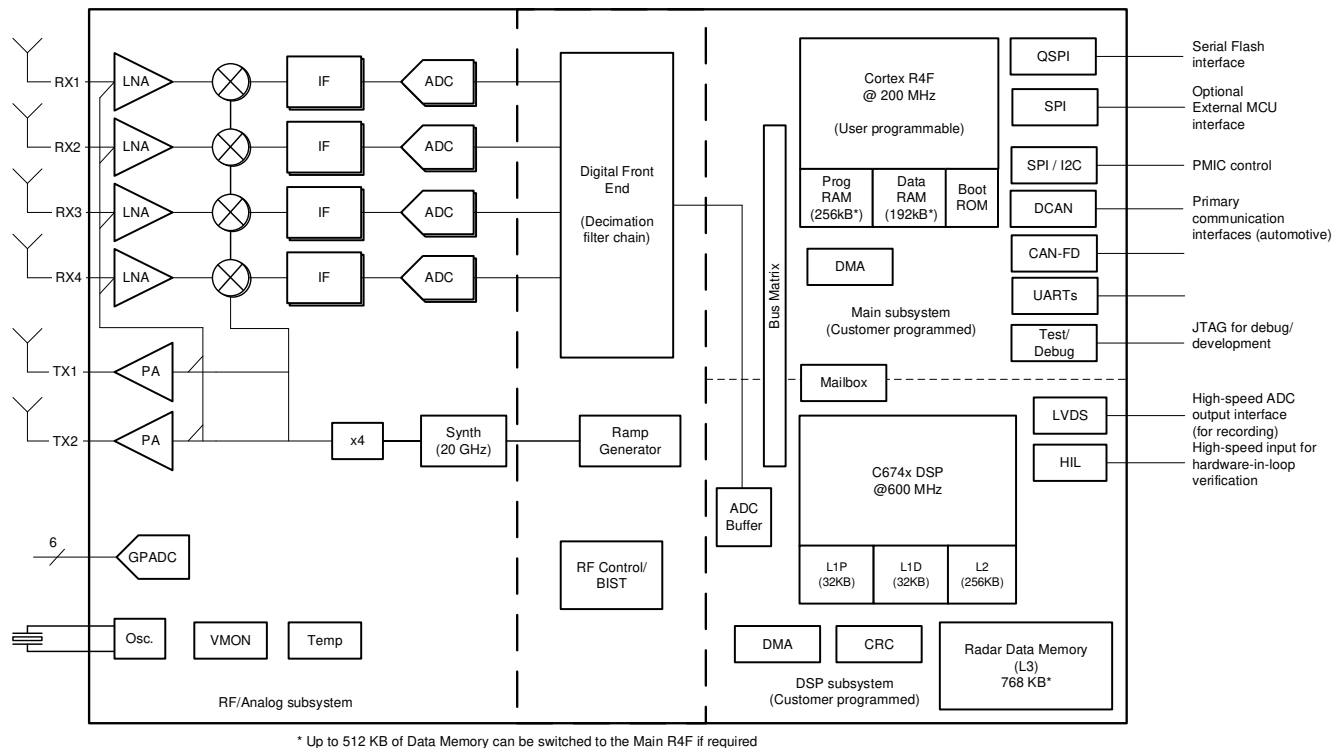 RX1
LNA
IF
ADC
RX2
LNA
IF
ADC
RX3
LNA
IF
ADC
RX4
LNA
IF
ADC
TX1
PA
TX2
PA
x4
Synth
(20 GHz)
Ramp
Generator
Digital Front
End
(Decimation
filter chain)
6
GPADC
Osc.
VMON
Temp
RF/Analog subsystem
RF Control/
BIST
ADC
Buffer
Bus Matrix
Cortex R4F
@ 200 MHz
(User programmable)
Prog
RAM
(256kB*)
Data
RAM
(192kB*)
Boot
ROM
DMA
Main subsystem
(Customer programmed)
Mailbox
QSPI
Serial Flash
interface
SPI
Optional
External MCU
interface
SPI / I2C
PMIC control
DCAN
Primary
communication
interfaces (automotive)
CAN-FD
UARTs
Test/
Debug
JTAG for debug/
development
LVDS
High-speed ADC
output interface
(for recording)
HIL
High-speed input for
hardware-in-loop
verification
C674x DSP
@600 MHz
L1P
(32KB)
L1D
(32KB)
L2
(256KB)
DMA
CRC
Radar Data Memory
(L3)
768 KB*
DSP subsystem
(Customer programmed)
* Up to 512 KB of Data Memory can be switched to the Main R4F if required